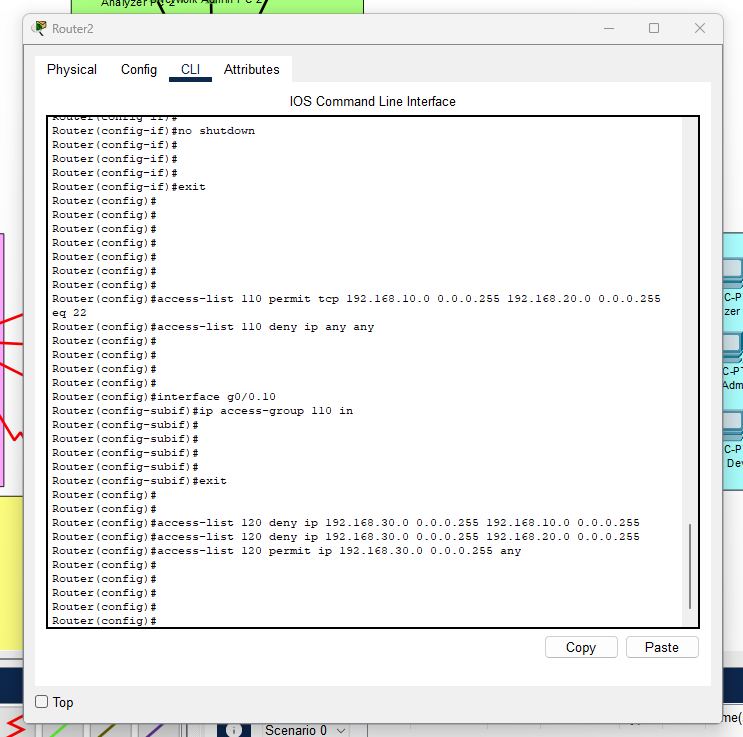 Analyzer PC 2
Router2
Physical
Config
CLI
Attributes
IOS Command Line Interface
Router(config-if)#
Router(config-if)#no shutdown
Router(config-if)#
Router(config-if)#
Router(config-if)#
Router(config-if)#exit
Router(config)#
Router(config)#
Router(config)#
Router(config)#
Router(config)#
Router(config)#
Router(config)#
Router(config)#access-list 110 permit tcp 192.168.10.0 0.0.0.255 192.168.20.0 0.0.0.255
eq 22
Router(config)#access-list 110 deny ip any any
Router(config)#
Router(config)#
Router(config)#
Router(config)#
Router(config)#interface g0/0.10
Router(config-subif)#ip access-group 110 in
Router(config-subif)#
Router(config-subif)#
Router(config-subif)#
Router(config-subif)#
Router(config-subif)#exit
Router(config)#
Router(config)#
Router(config)#access-list 120 deny ip 192.168.30.0 0.0.0.255 192.168.10.0 0.0.0.255
Router(config)#access-list 120 deny ip 192.168.30.0 0.0.0.255 192.168.20.0 0.0.0.255
Router(config)#access-list 120 permit ip 192.168.30.0 0.0.0.255 any
Router(config)#
Router(config)#
Router(config)#
Router(config)#
Router(config)#
C-P
zer
C-PT
Adm
C-P
Dev
Copy
Paste
Top
Scenario 0
me(